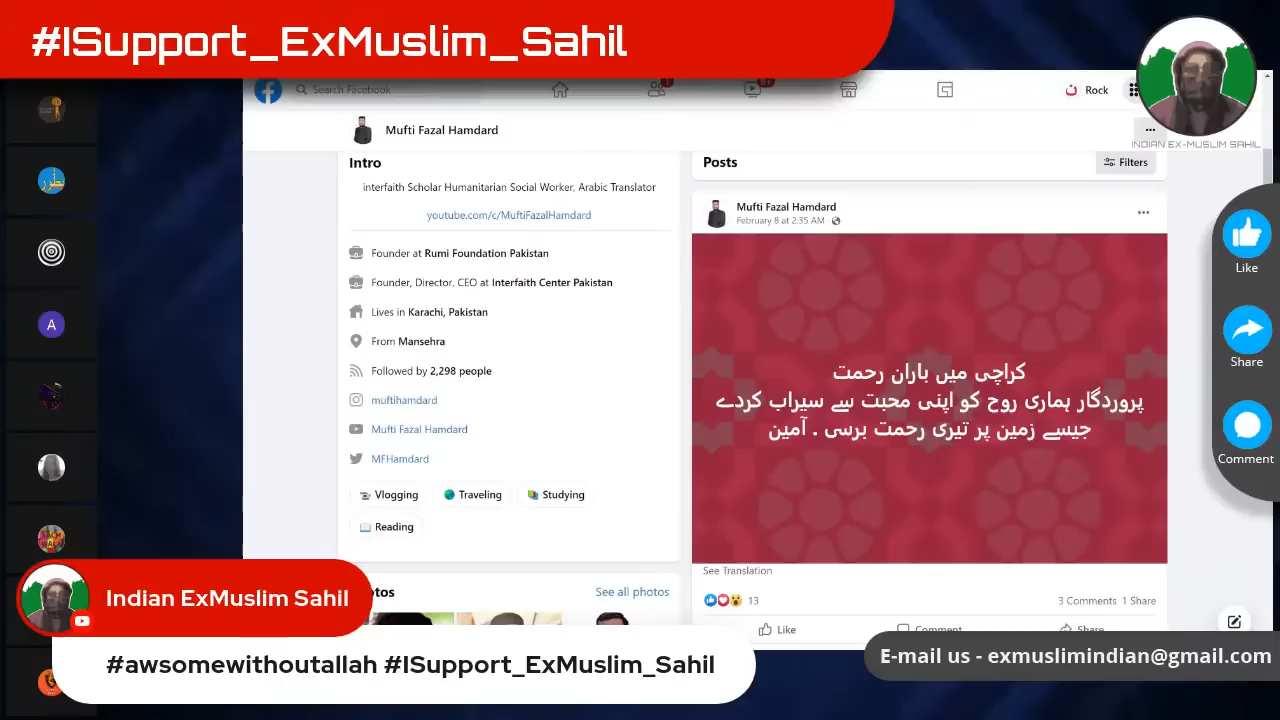 #ISupport_ExMuslim_Sahil
INDIAN EX-MUSLIM SAHIL
Search Facebook
Rock
Mufti Fazal Hamdard
Intro
interfaith Scholar Humanitarian Social Worker, Arabic Translator
youtube.com/c/MuftiFazalHamdard
Founder at Rumi Foundation Pakistan
Founder, Director, CEO at Interfaith Center Pakistan
Lives in Karachi, Pakistan
From Mansehra
Followed by 2,298 people
muftihamdard
Mufti Fazal Hamdard
MFHamdard
Vlogging
Traveling
Studying
Reading
See all photos
Posts
Filters
Mufti Fazal Hamdard
February 8 at 2:35 AM
کراچی میں باران رحمت
پروردگار ہماری روح کو اپنی محبت سے سیراب کردے
جیسے زمین پر تیری رحمت برسی . آمین
See Translation
13
3 Comments 1 Share
Like
Comment
Share
Like
Share
Comment
A
Indian ExMuslim Sahil
#awsomewithoutallah #ISupport_ExMuslim_Sahil
E-mail us - exmuslimindian@gmail.com